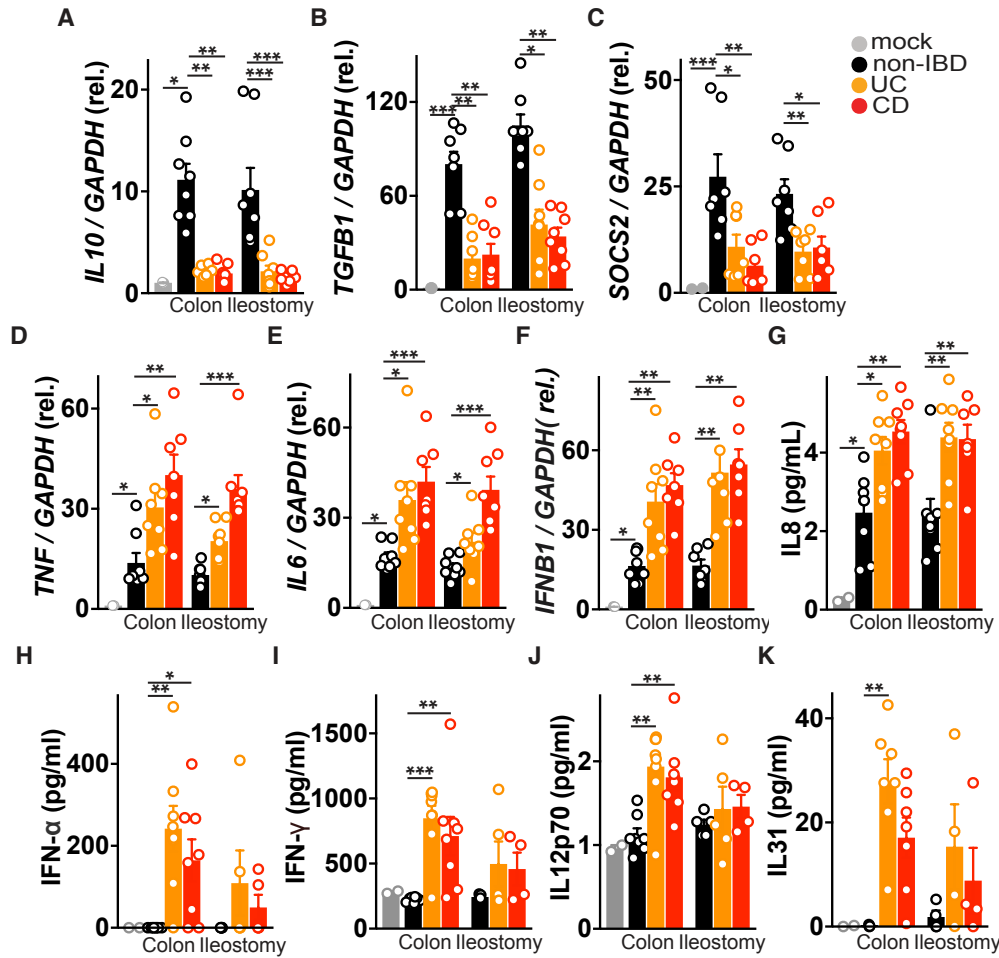 A
IL10 / GAPDH (rel.)
20
10
0
*
**
**
***
***
Colon Ileostomy
B
TGFB1 / GAPDH (rel.)
120
60
0
***
**
**
**
*
Colon Ileostomy
C
SOCS2 / GAPDH (rel.)
50
25
0
***
**
*
*
**
Colon Ileostomy
mock
non-IBD
UC
CD
D
TNF / GAPDH (rel.)
60
30
0
*
**
*
***
*
Colon Ileostomy
E
IL6 / GAPDH (rel.)
60
30
0
*
***
*
***
*
Colon Ileostomy
F
IFNB1 / GAPDH( rel.)
60
30
0
*
**
**
**
**
Colon Ileostomy
G
IL8 (pg/mL)
4
2
0
*
**
*
**
**
Colon Ileostomy
H
IFN-α (pg/ml)
400
200
0
*
**
Colon Ileostomy
I
IFN-γ (pg/ml)
1500
1000
500
0
**
***
Colon Ileostomy
J
IL12p70 (pg/ml)
2
1
0
**
**
Colon Ileostomy
K
IL31 (pg/ml)
40
20
0
**
Colon Ileostomy